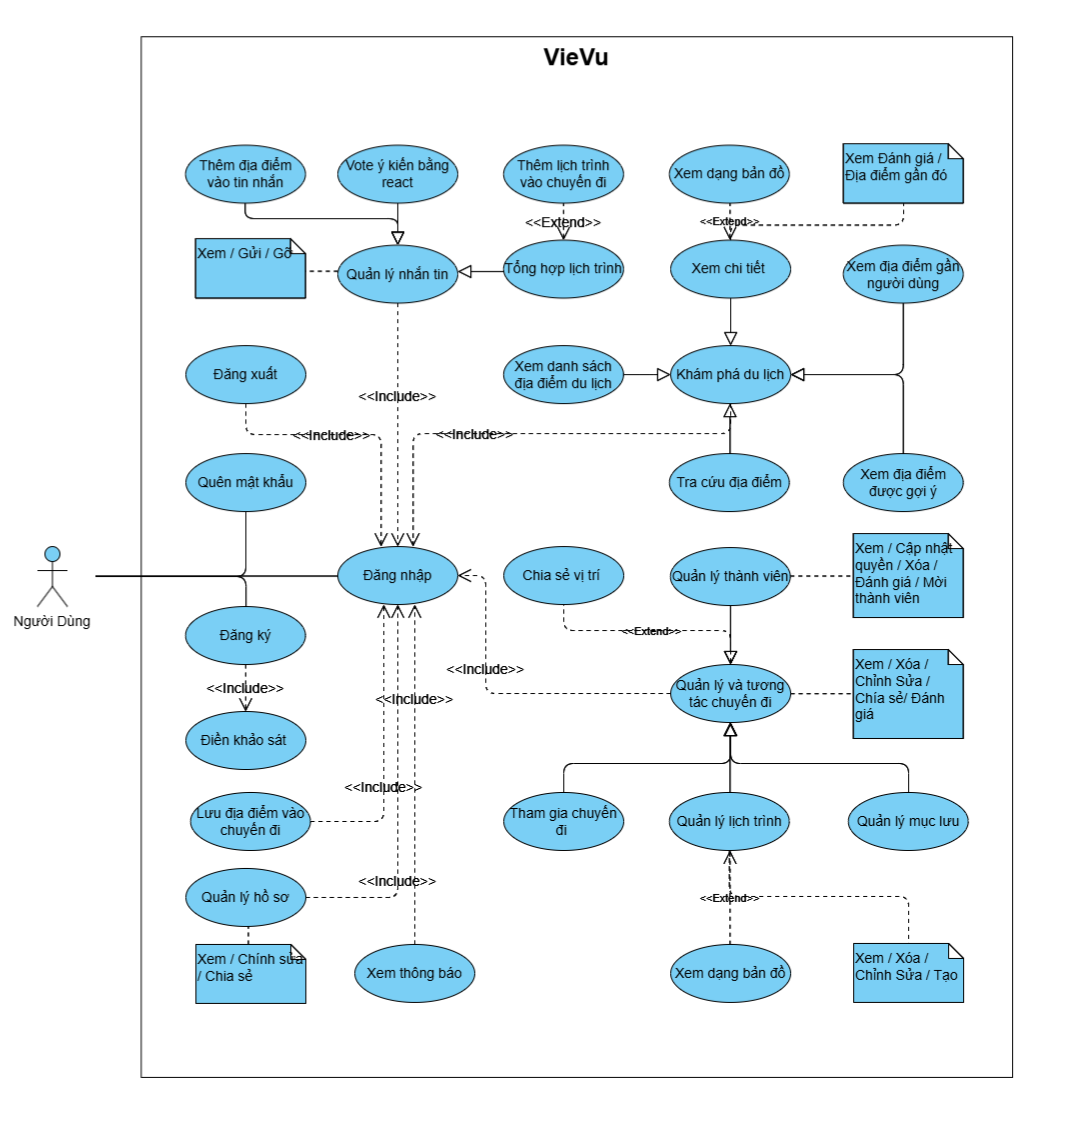 VieVu
Thêm địa điểm
vào tin nhắn
Vote ý kiến bằng
react
Thêm lịch trình
vào chuyến đi
Xem dạng bản đồ
Xem Đánh giá /
Địa điểm gần đó
<<Extend>>
<<Extend>>
Xem / Gửi / Gỡ
Quản lý nhắn tin
Tổng hợp lịch trình
Xem chi tiết
Xem địa điểm gần
người dùng
Đăng xuất
Xem danh sách
địa điểm du lịch
Khám phá du lịch
<<Include>>
<<Include>>
<<Include>>
Quên mật khẩu
Tra cứu địa điểm
Xem địa điểm
được gợi ý
Người Dùng
Đăng nhập
Chia sẻ vị trí
Quản lý thành viên
Xem / Cập nhật
quyền / Xóa /
Đánh giá / Mời
thành viên
Đăng ký
<<Extend>>
<<Include>>
<<Include>>
<<Include>>
Quản lý và tương
tác chuyến đi
Xem / Xóa /
Chỉnh Sửa /
Chía sẻ/ Đánh
giá
Điền khảo sát
<<Include>>
Lưu địa điểm vào
chuyến đi
Tham gia chuyến
đi
Quản lý lịch trình
Quản lý mục lưu
<<Include>>
Quản lý hồ sơ
<<Extend>>
Xem / Chính sửa
/ Chia sẻ
Xem thông báo
Xem dạng bản đồ
Xem / Xóa /
Chỉnh Sửa / Tạo